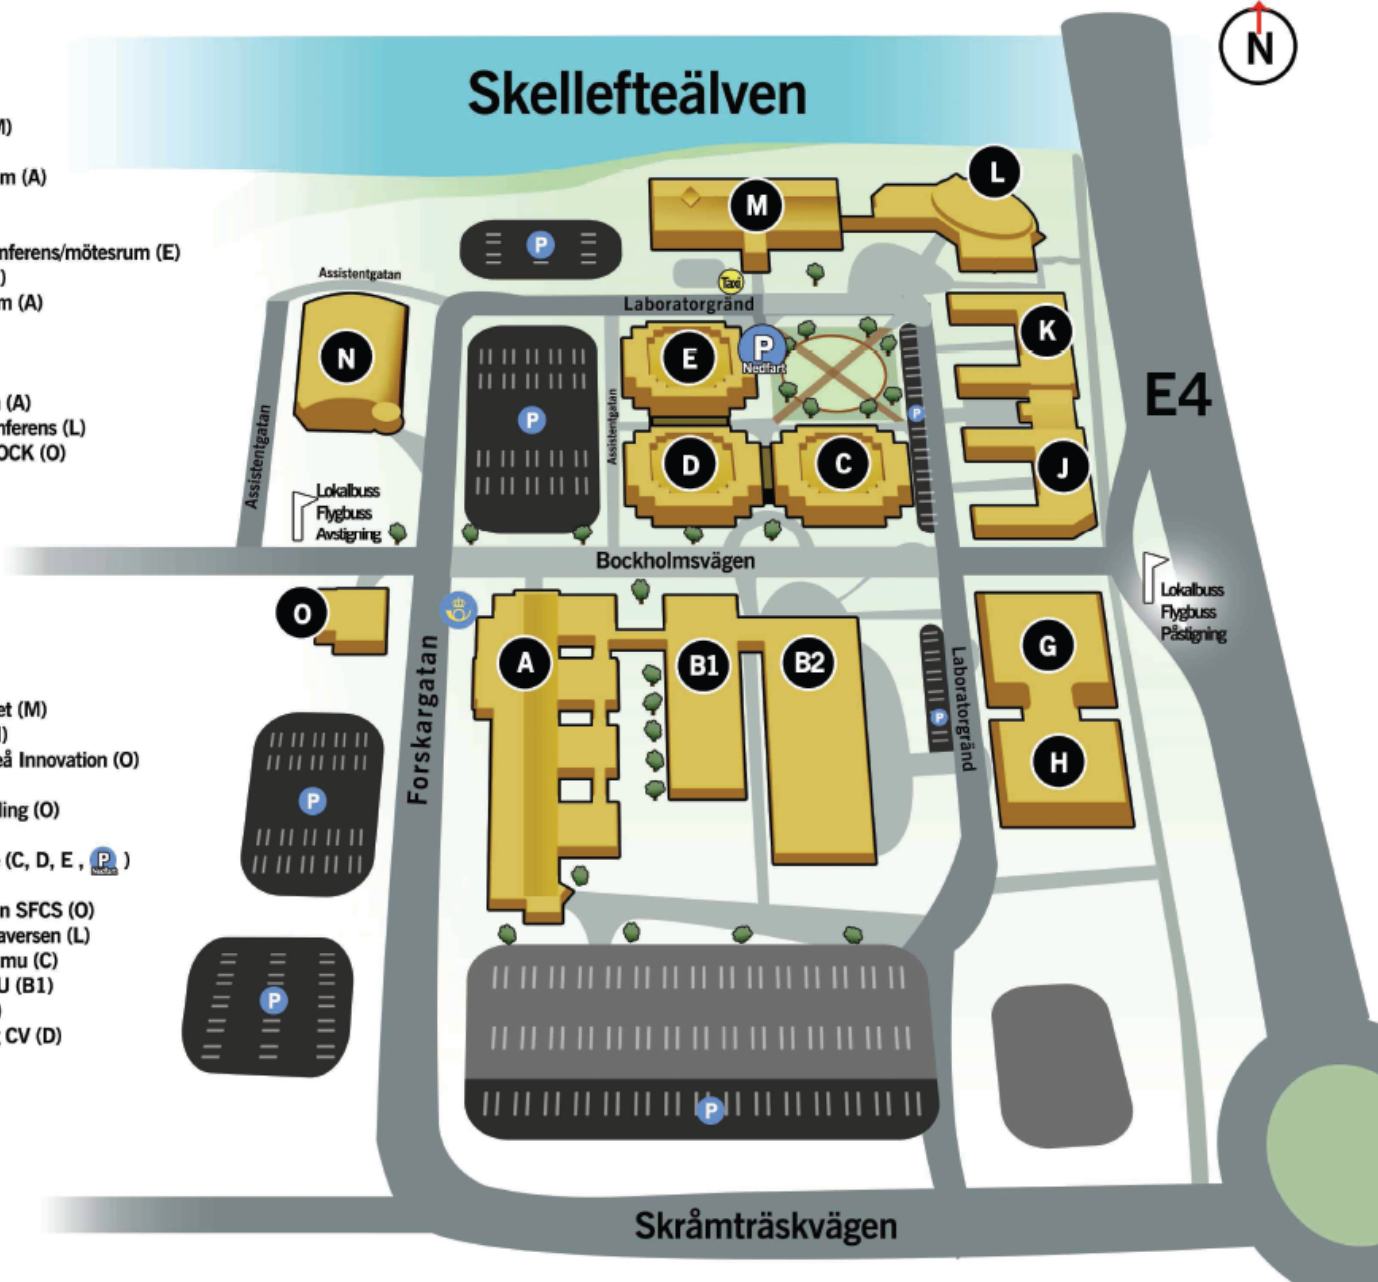 N
Skellefteälven
M)
m (A)
nferens/mötesrum (E)
)
m (A)
(A)
nferens (L)
OCK (O)
et (M)
)
eå Innovation (O)
ling (O)
(C, D, E, P Nedfart )
n SFCS (O)
aversen (L)
mu (C)
U (B1)
)
CV (D)
L
M
P
Taxi
Assistentgatan
Laboratorgränd
K
N
E
P
Nedfart
E4
P
P
Assistentgatan
Assistentgatan
D
C
J
Lokalbuss
Flygbuss
Avstigning
Bockholmsvägen
Lokalbuss
Flygbuss
Påstigning
O
A
B1
B2
G
Forskargatan
Laboratorgränd
P
H
P
P
P
Skråmträskvägen